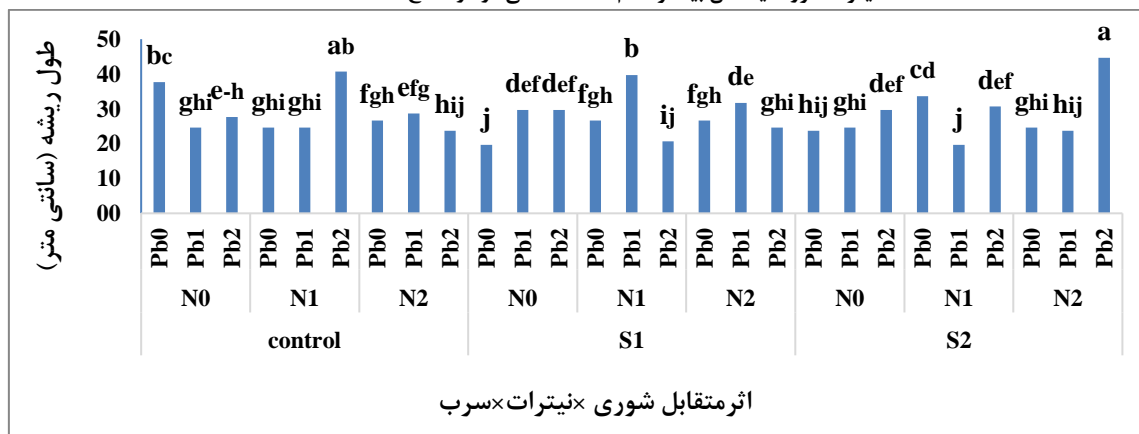 50
40
30
20
10
00
طول ریشه (سانتی متر)
bc ghi e-h ghi ghi ab fgh efg hij j def def fgh b ij fgh de ghi hij ghi def cd j def ghi hij a
Pb0 Pb1 Pb2 Pb0 Pb1 Pb2 Pb0 Pb1 Pb2 Pb0 Pb1 Pb2 Pb0 Pb1 Pb2 Pb0 Pb1 Pb2 Pb0 Pb1 Pb2 Pb0 Pb1 Pb2 Pb0 Pb1 Pb2
N0 N1 N2 N0 N1 N2 N0 N1 N2
control S1 S2
اثرمتقابل شوری ×نیترات×سرب